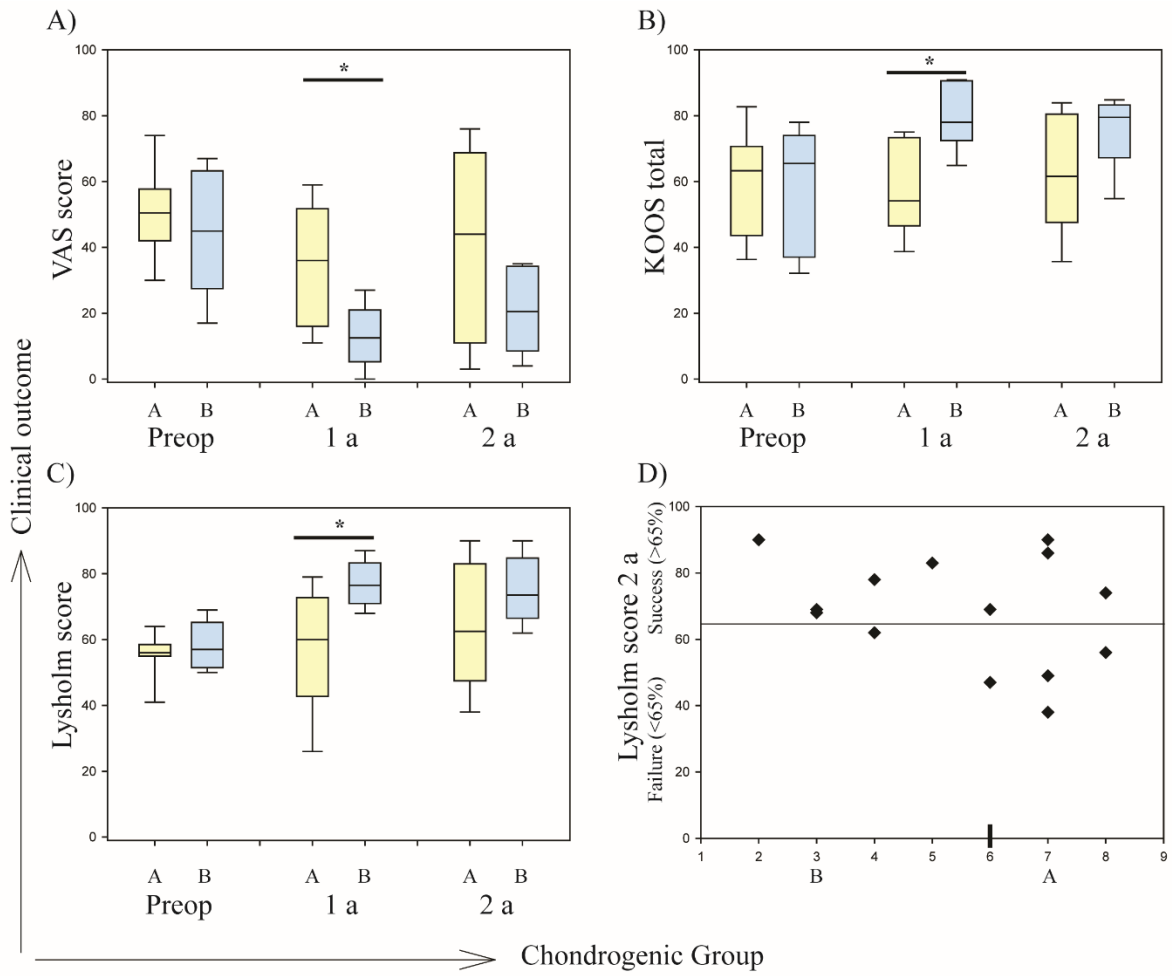 A)
100
80
60
40
20
0
VAS score
*
A B A B A B
Preop 1 a 2 a
B)
100
80
60
40
20
0
KOOS total
*
A B A B A B
Preop 1 a 2 a
C)
100
80
60
40
20
0
Lysholm score
*
A B A B A B
Preop 1 a 2 a
D)
100
80
60
40
20
0
Lysholm score 2 a
Failure (<65%) Success (>65%)
1 2 3 4 5 6 7 8 9
B A
Clinical outcome
Chondrogenic Group